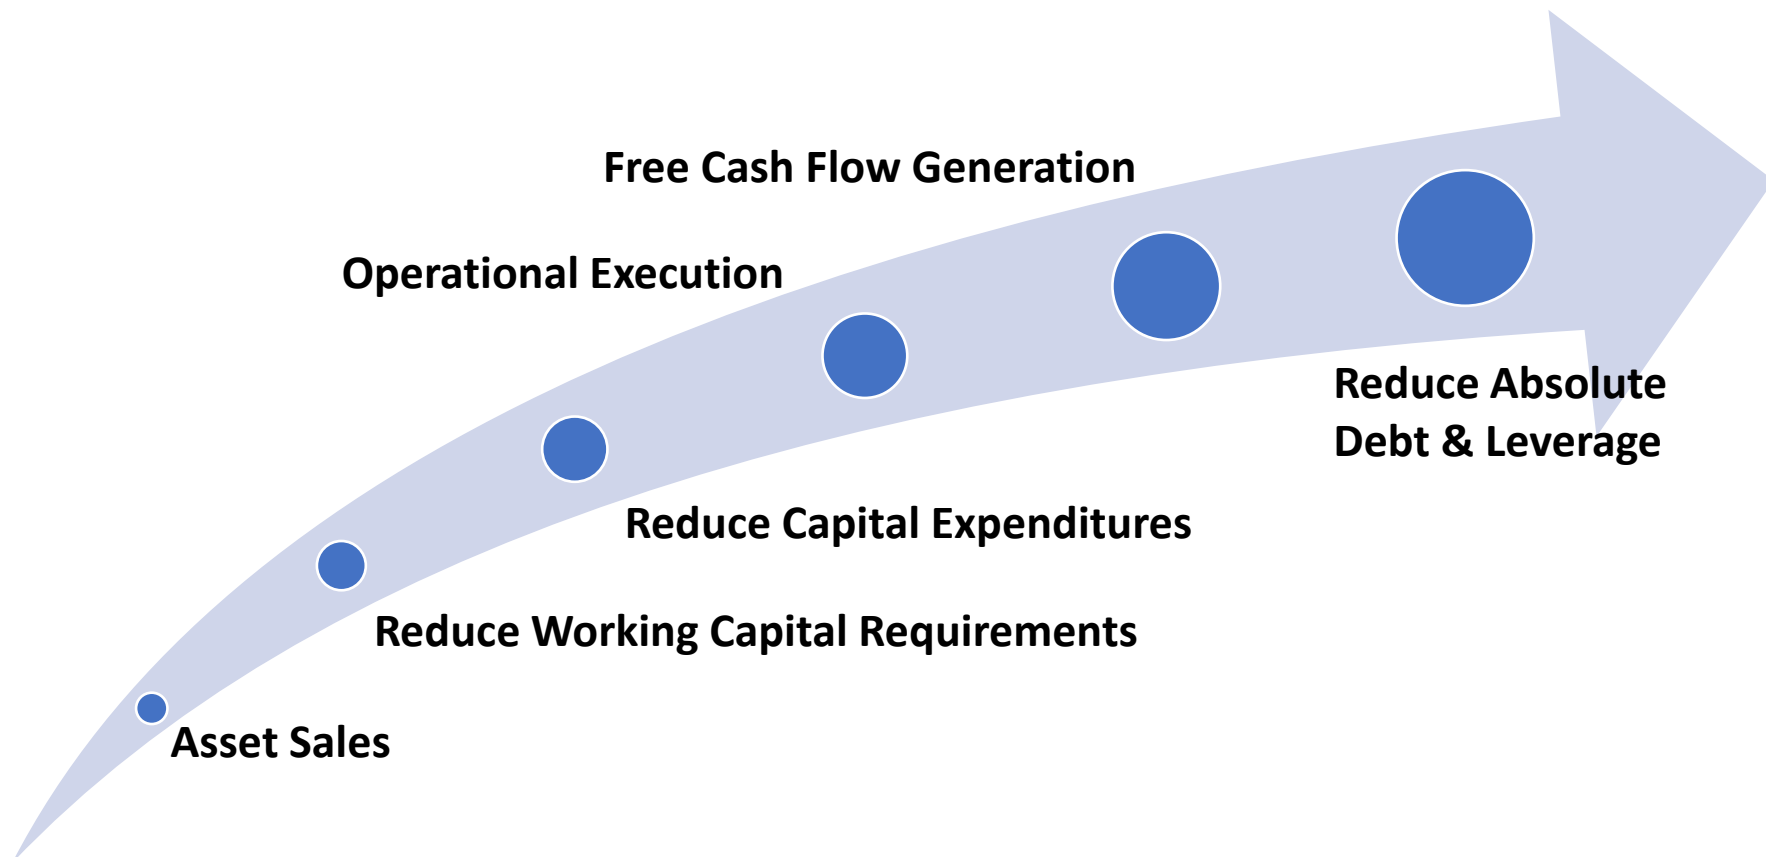 Free Cash Flow Generation
Operational Execution
Reduce Absolute
Debt & Leverage
Reduce Capital Expenditures
Reduce Working Capital Requirements
Asset Sales